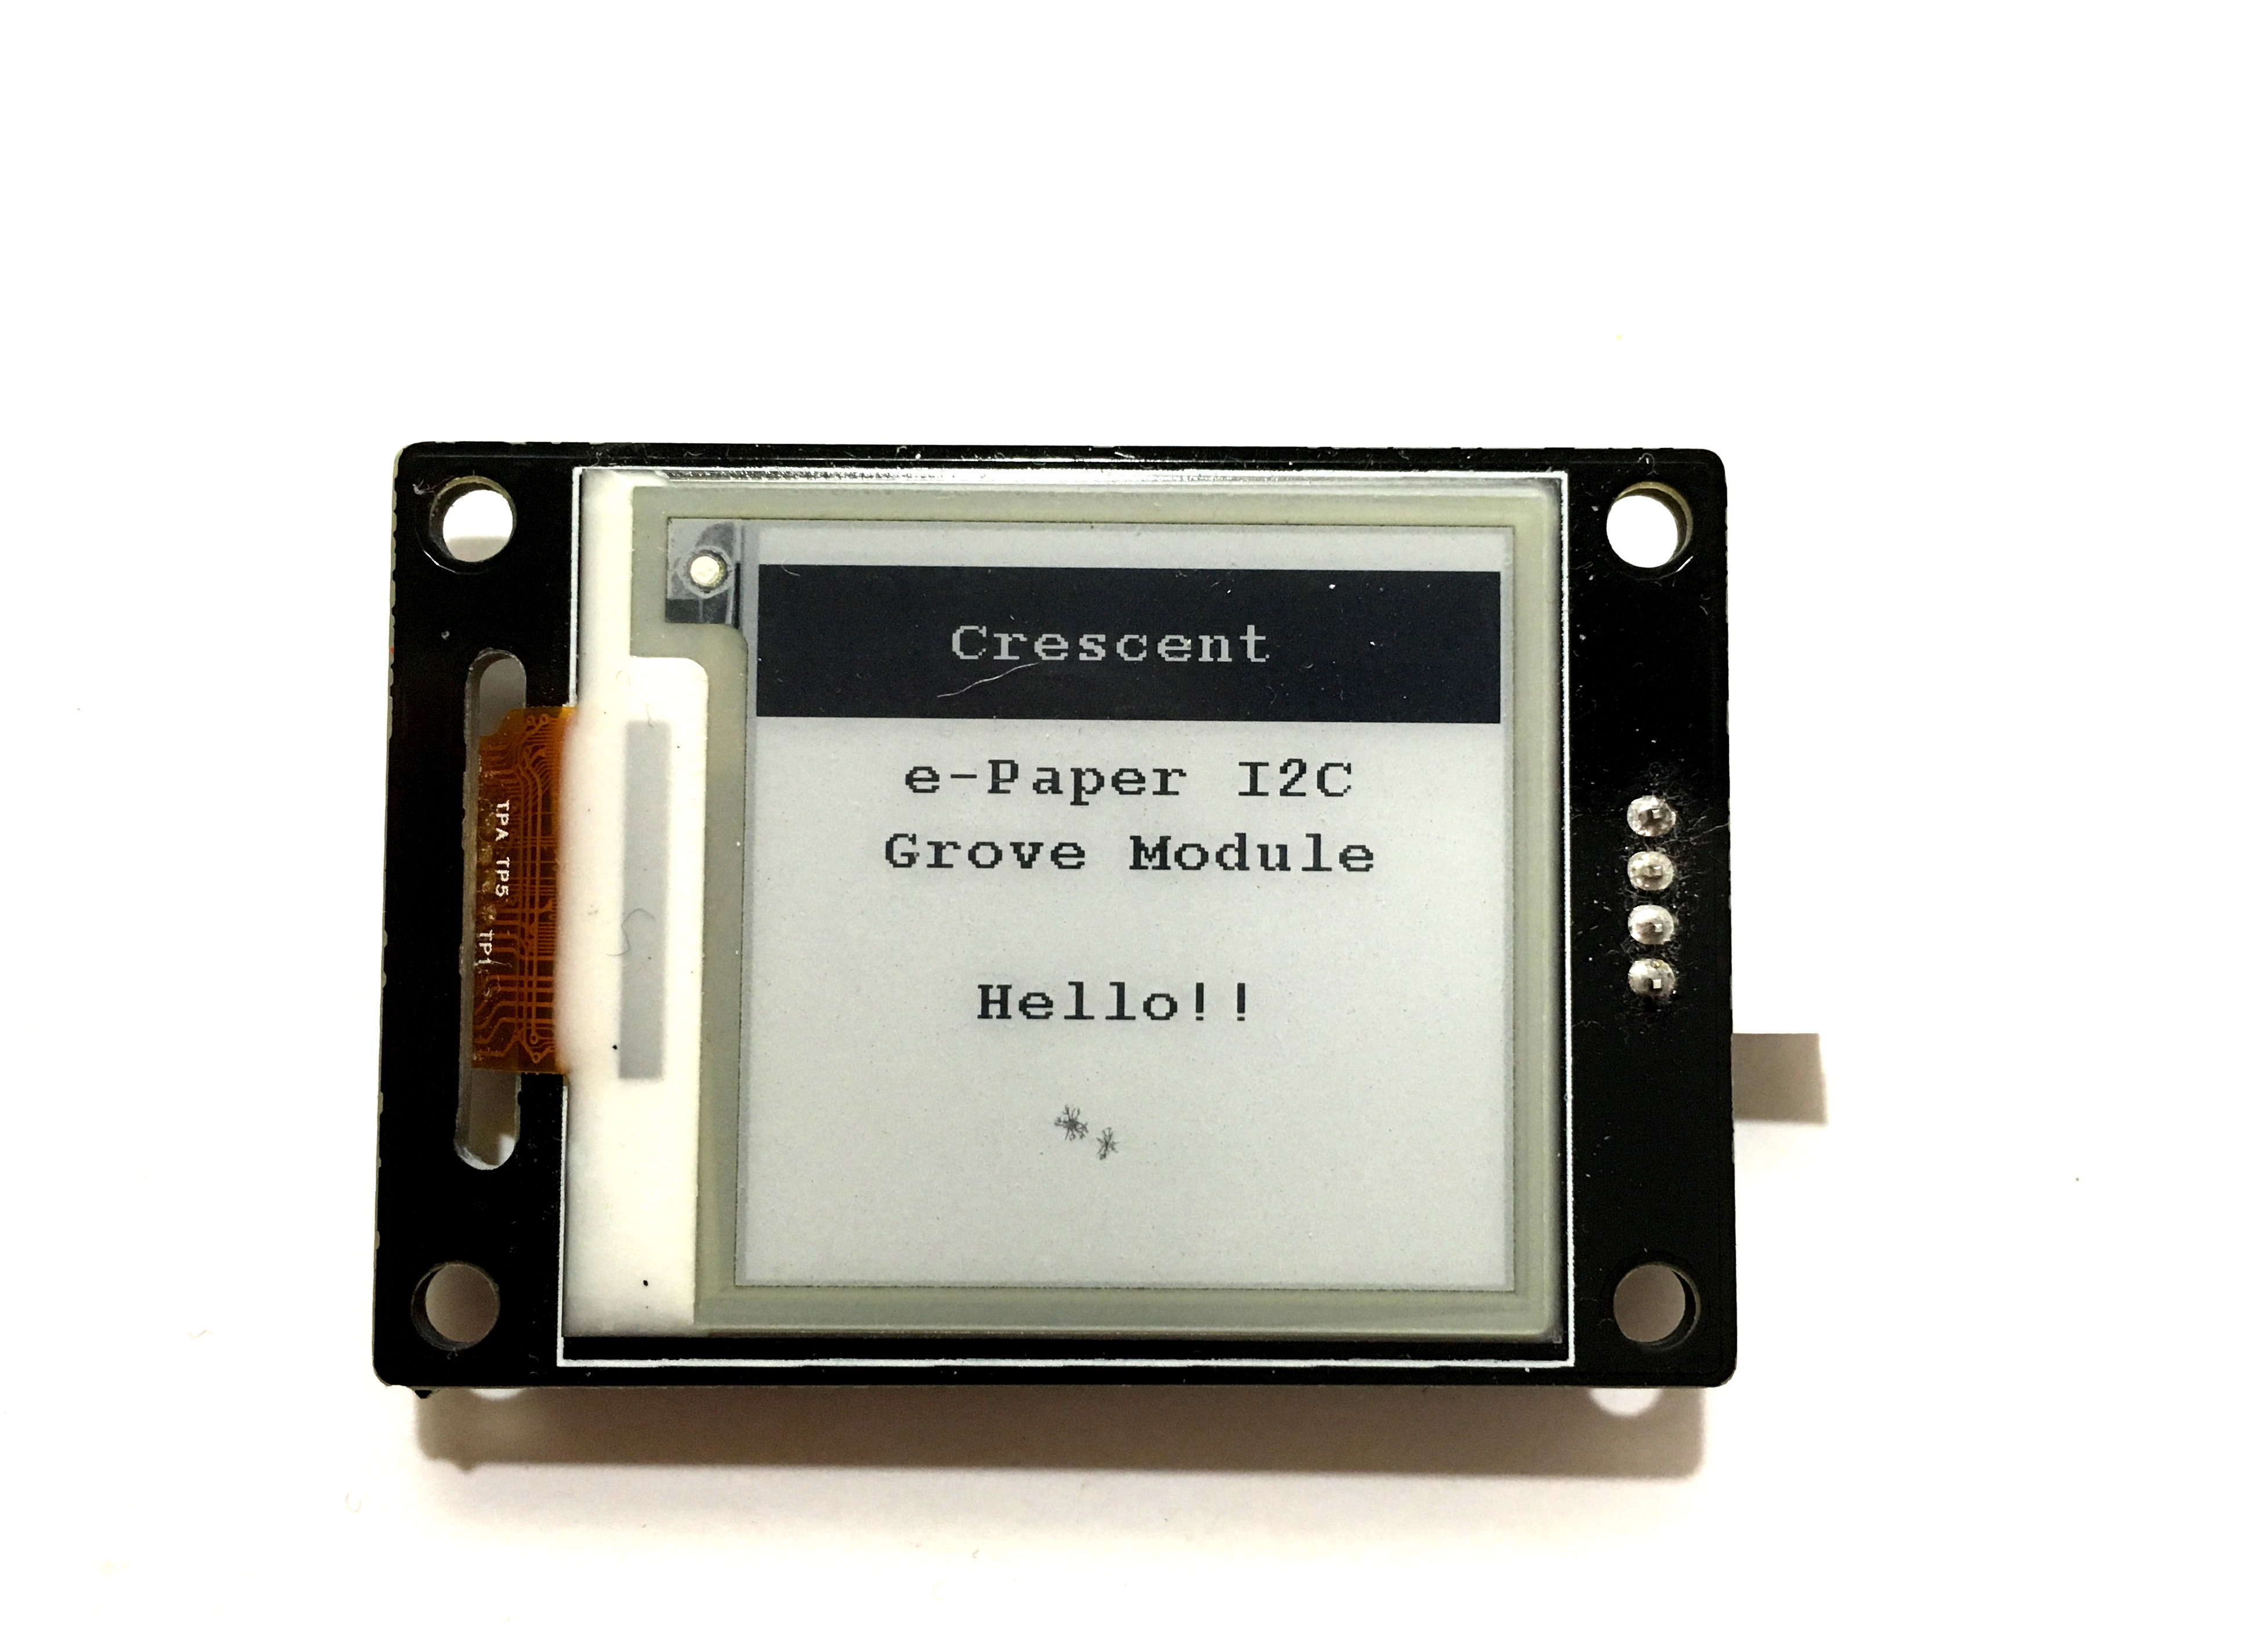 Crescent
e-Paper I2C
Grove Module
Hello!!
TPA TP5
TP1